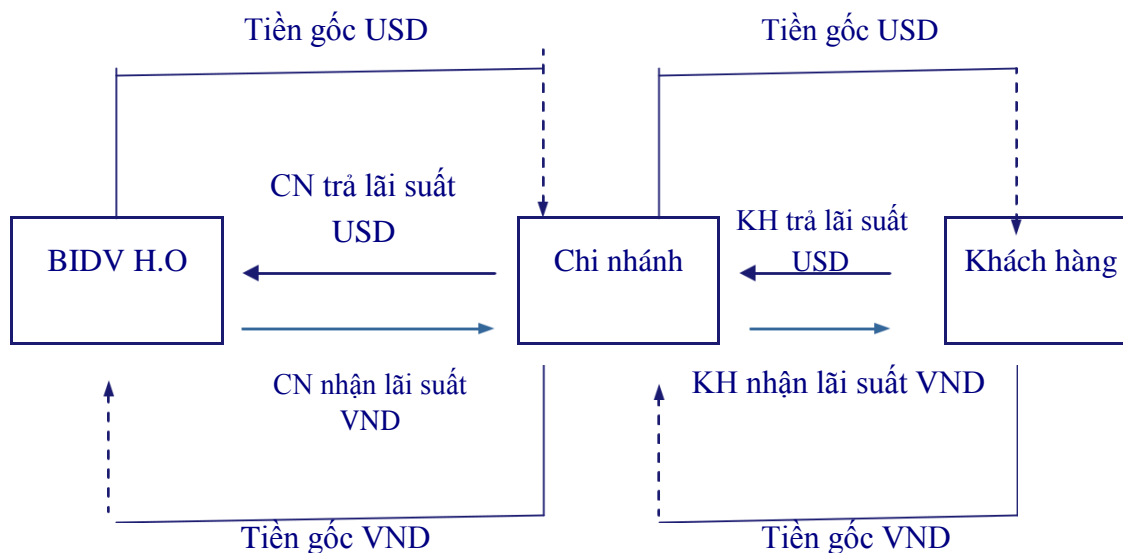 Tiền gốc USD
Tiền gốc USD
CN trả lãi suất
USD
KH trả lãi suất
USD
BIDV H.O
Chi nhánh
Khách hàng
CN nhận lãi suất
VND
KH nhận lãi suất VND
Tiền gốc VND
Tiền gốc VND